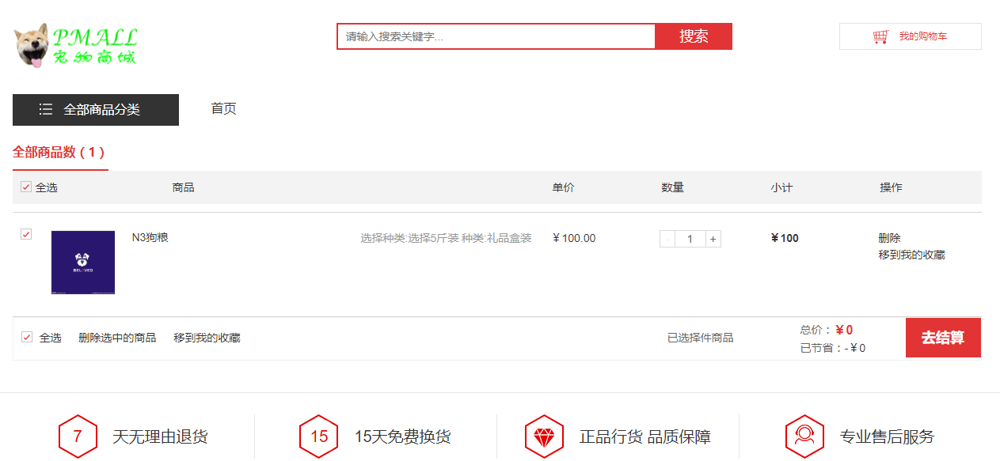 PMALL
宠物商城
请输入搜索关键字...
搜索
我的购物车
全部商品分类 首页
全部商品数 ( 1 )
全选 商品 单价 数量 小计 操作
N3狗粮 选择种类:选择5斤装 种类:礼品盒装 ¥ 100.00 - 1 + ¥ 100 删除
移到我的收藏
BELOVED
全选 删除选中的商品 移到我的收藏 已选择件商品
总价： ¥ 0
已节省：-¥ 0
去结算
7 天无理由退货 15 15天免费换货 正品行货 品质保障 专业售后服务